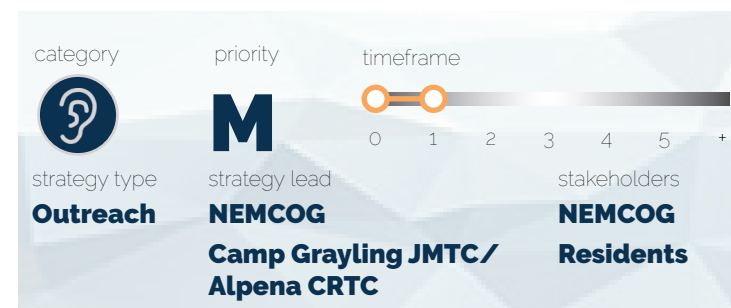 category priority timeframe
M
0 1 2 3 4 5 +
strategy type strategy lead stakeholders
Outreach NEMCOG NEMCOG
Camp Grayling JMTC/ Residents
Alpena CRTC